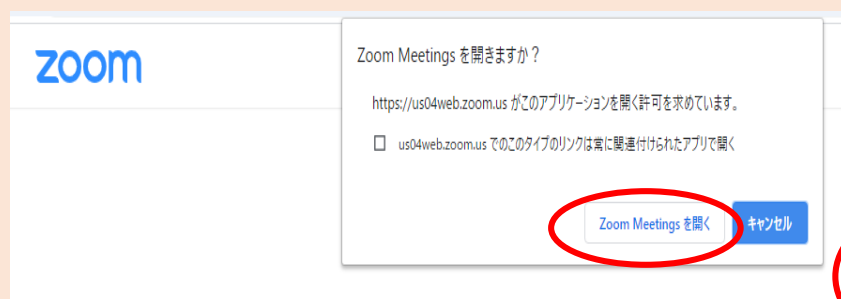 zoom
Zoom Meetings を開きますか？
https://us04web.zoom.us がこのアプリケーションを開く許可を求めています。
us04web.zoom.us でのこのタイプのリンクは常に関連付けられたアプリで開く
Zoom Meetings を開く キャンセル